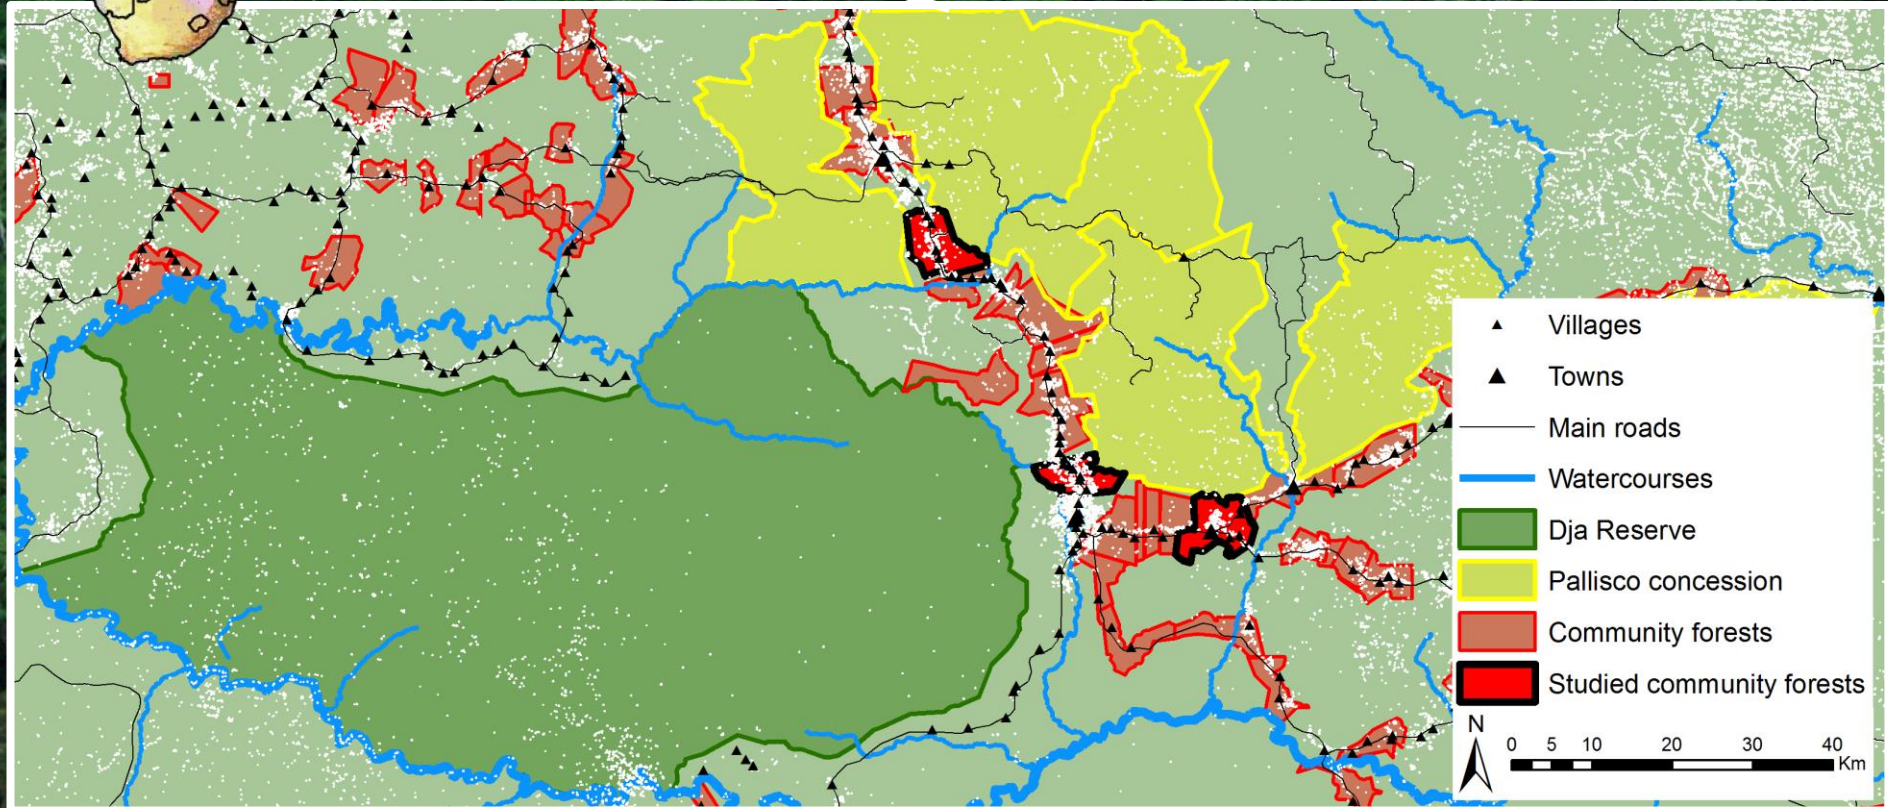 Villages
Towns
Main roads
Watercourses
Dja Reserve
Pallisco concession
Community forests
Studied community forests
N
0 5 10 20 30 40
Km